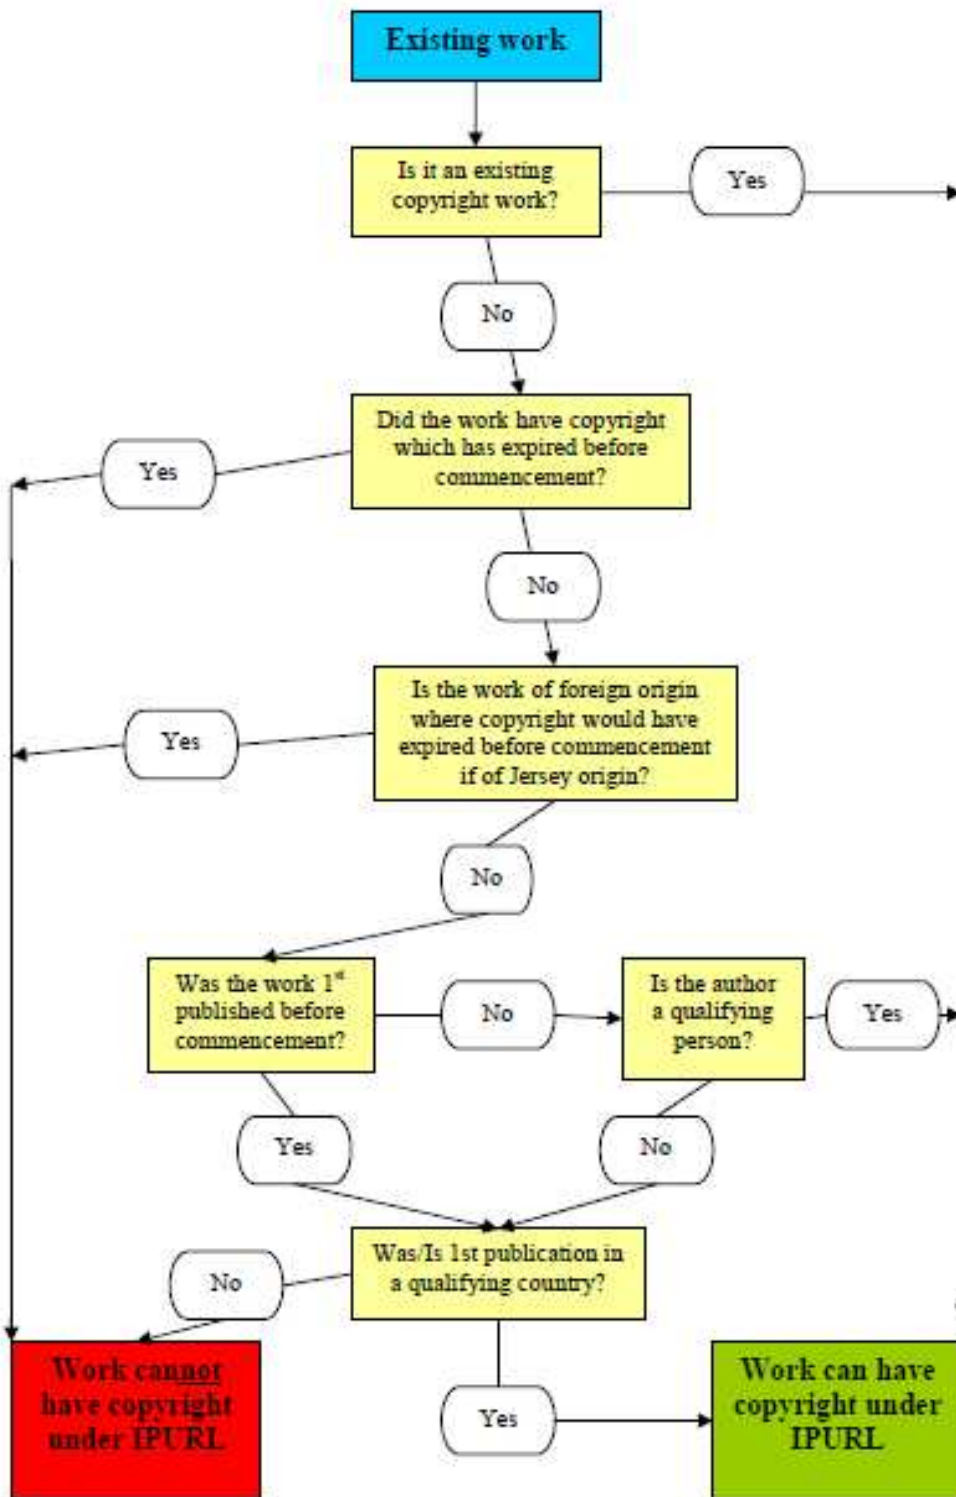 Existing work
Is it an existing
copyright work?
Yes
No
Did the work have copyright
which has expired before
commencement?
Yes
No
Is the work of foreign origin
where copyright would have
expired before commencement
if of Jersey origin?
Yes
No
Was the work 1st
published before
commencement?
No
Is the author
a qualifying
person?
Yes
Yes
No
Was/Is 1st publication in
a qualifying country?
No
Yes
Work cannot
have copyright
under IPURL
Work can have
copyright under
IPURL